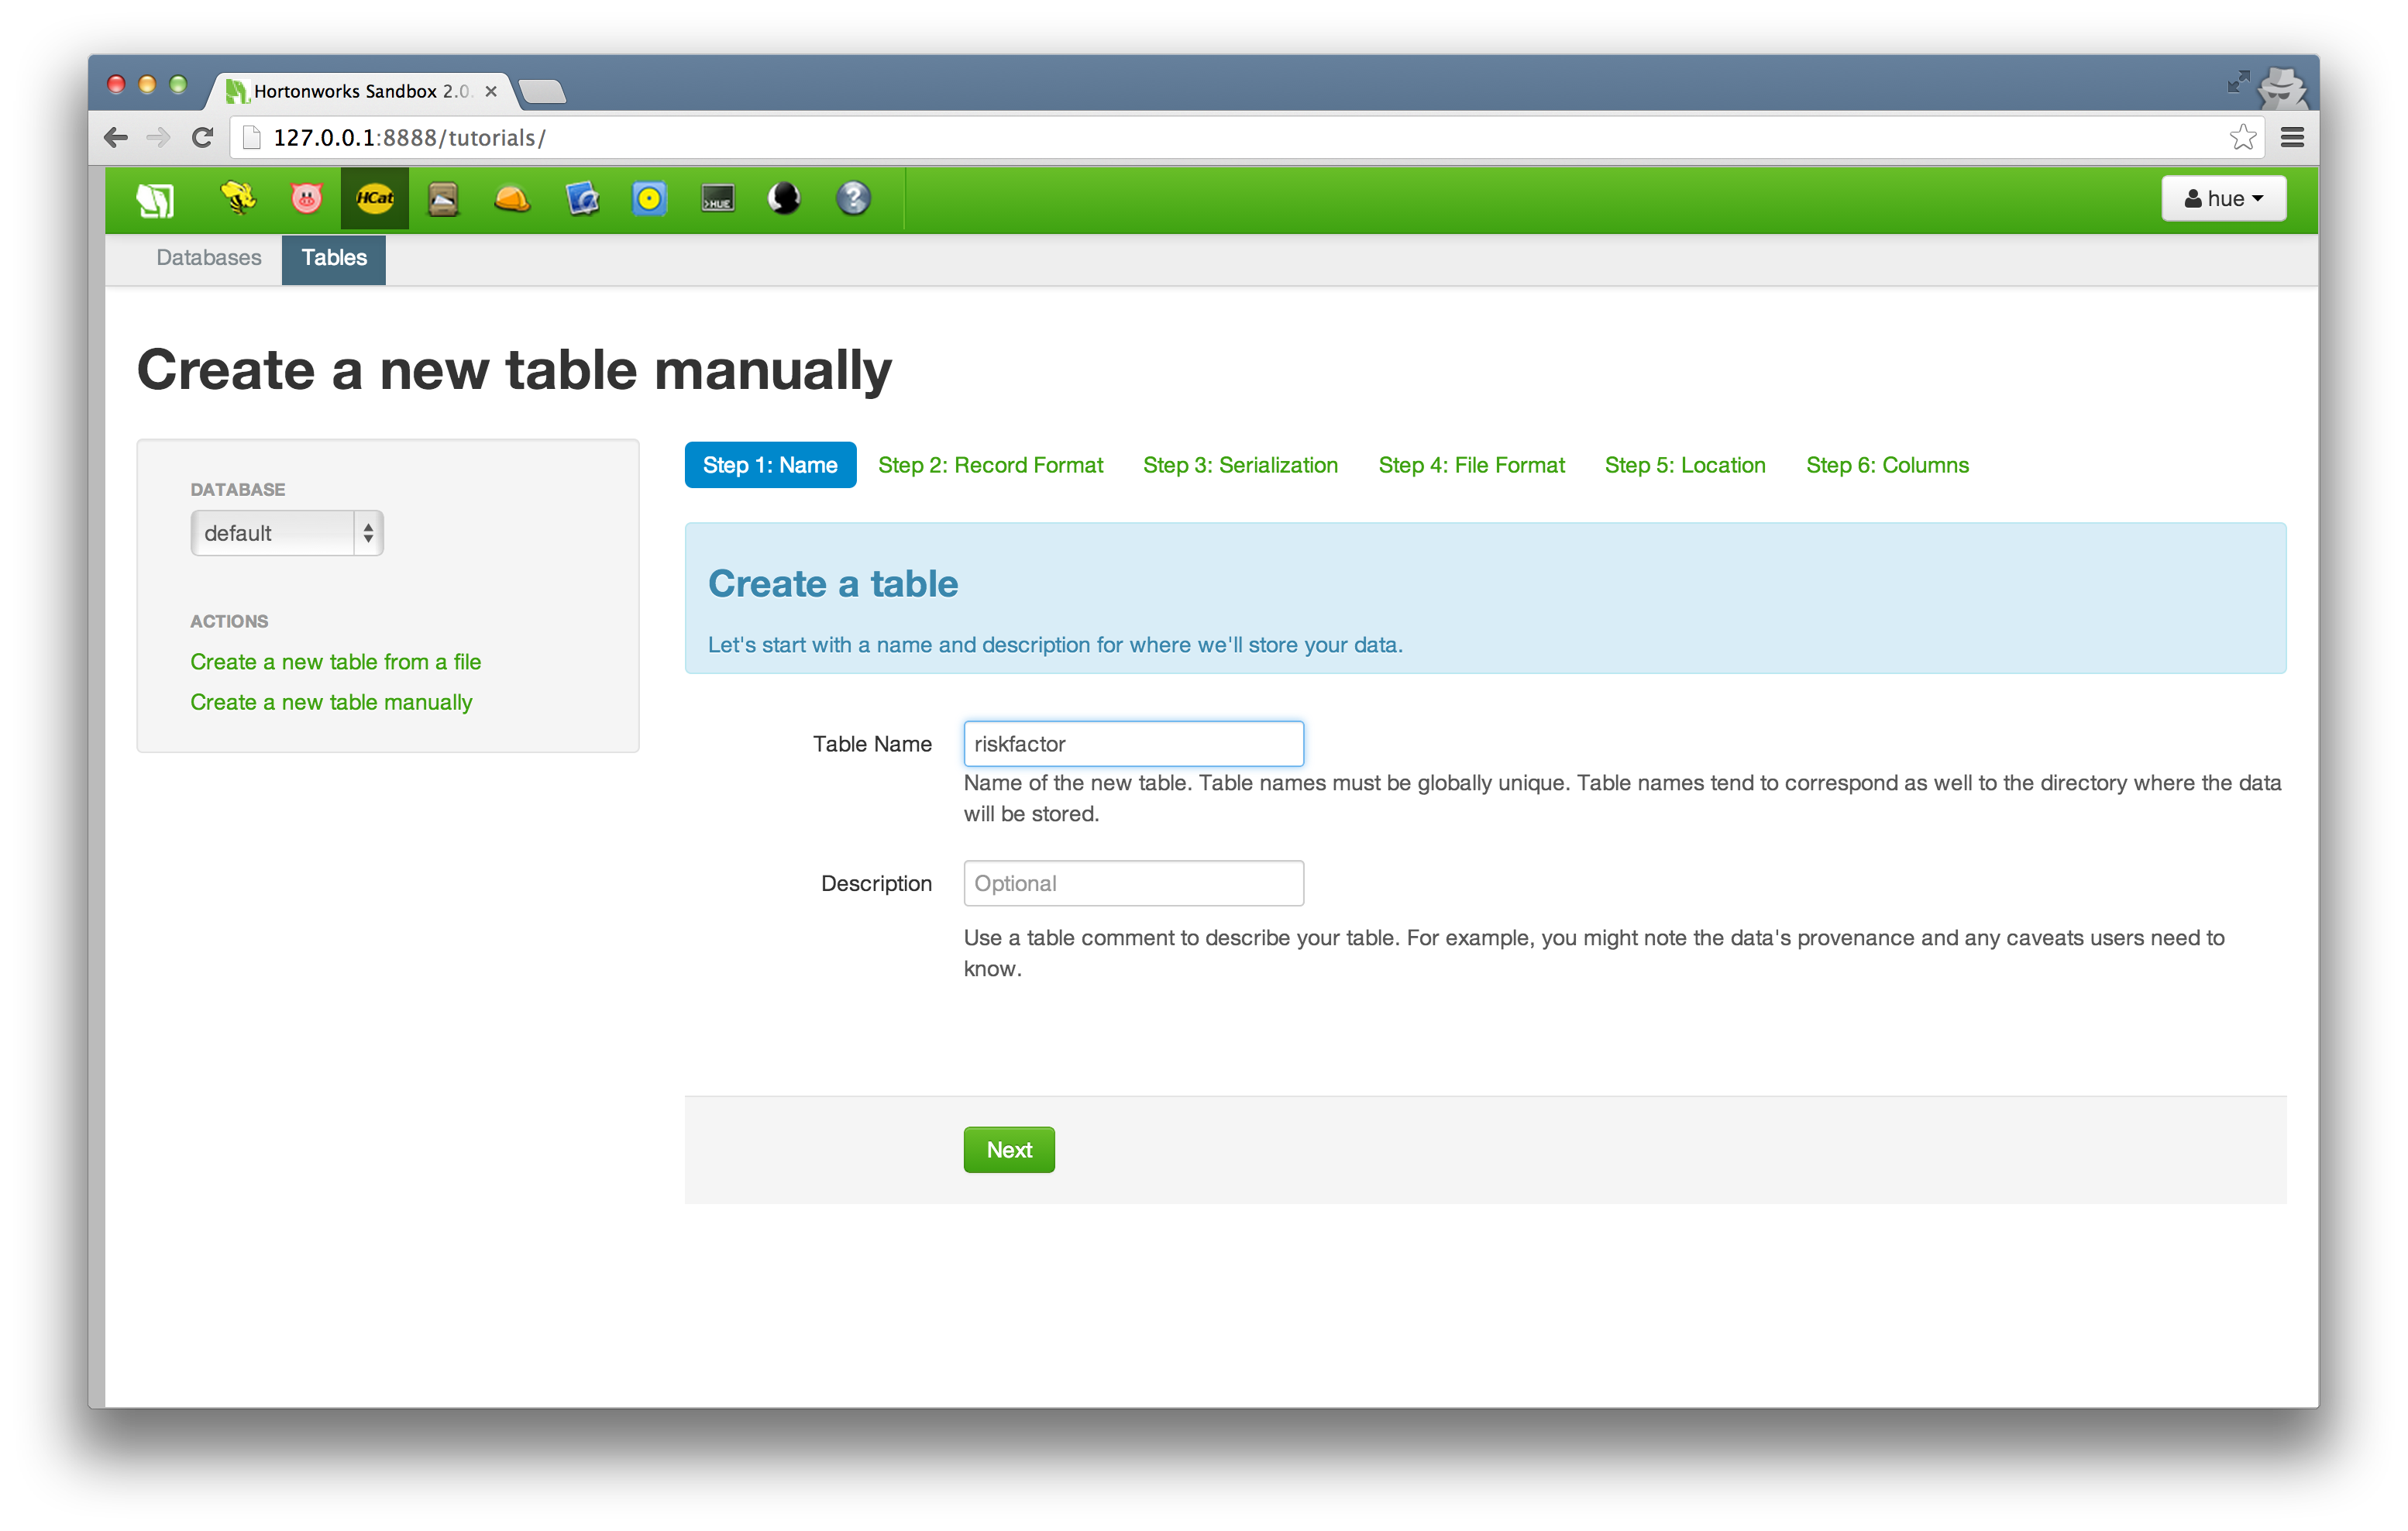 Hortonworks Sandbox 2.0.
127.0.0.1:8888/tutorials/
HCat
>HUE
?
hue
Databases
Tables
Create a new table manually
DATABASE
default
ACTIONS
Create a new table from a file
Create a new table manually
Step 1: Name
Step 2: Record Format
Step 3: Serialization
Step 4: File Format
Step 5: Location
Step 6: Columns
Create a table
Let's start with a name and description for where we'll store your data.
Table Name
riskfactor
Name of the new table. Table names must be globally unique. Table names tend to correspond as well to the directory where the data
will be stored.
Description
Optional
Use a table comment to describe your table. For example, you might note the data's provenance and any caveats users need to
know.
Next